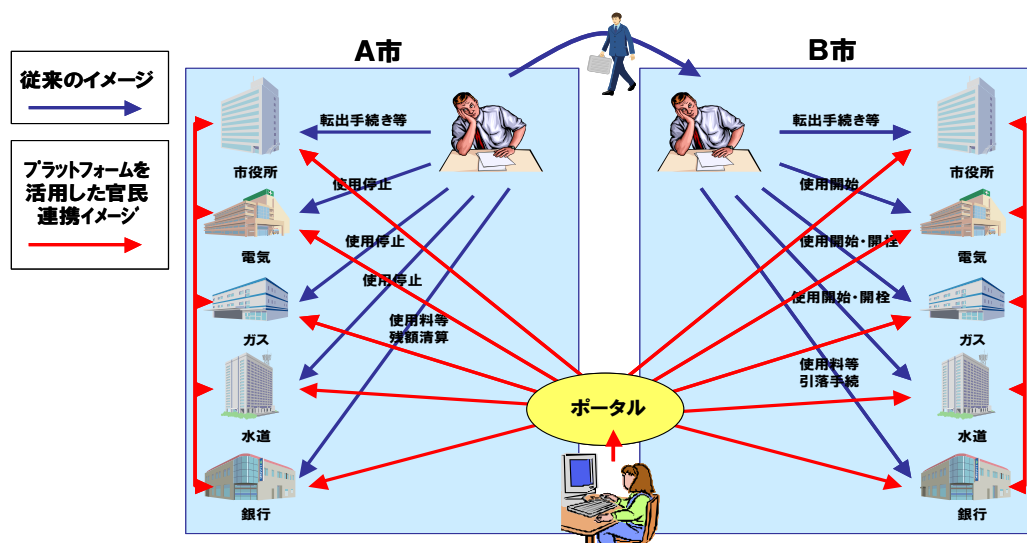 A市
B市
従来のイメージ
プラットフォームを
活用した官民
連携イメージ
転出手続き等
使用停止
使用停止
使用停止
使用料等
残額清算
市役所
電気
ガス
水道
銀行
転出手続き等
使用開始
使用開始・開栓
使用開始・開栓
使用料等
引落手続
市役所
電気
ガス
水道
銀行
ポータル